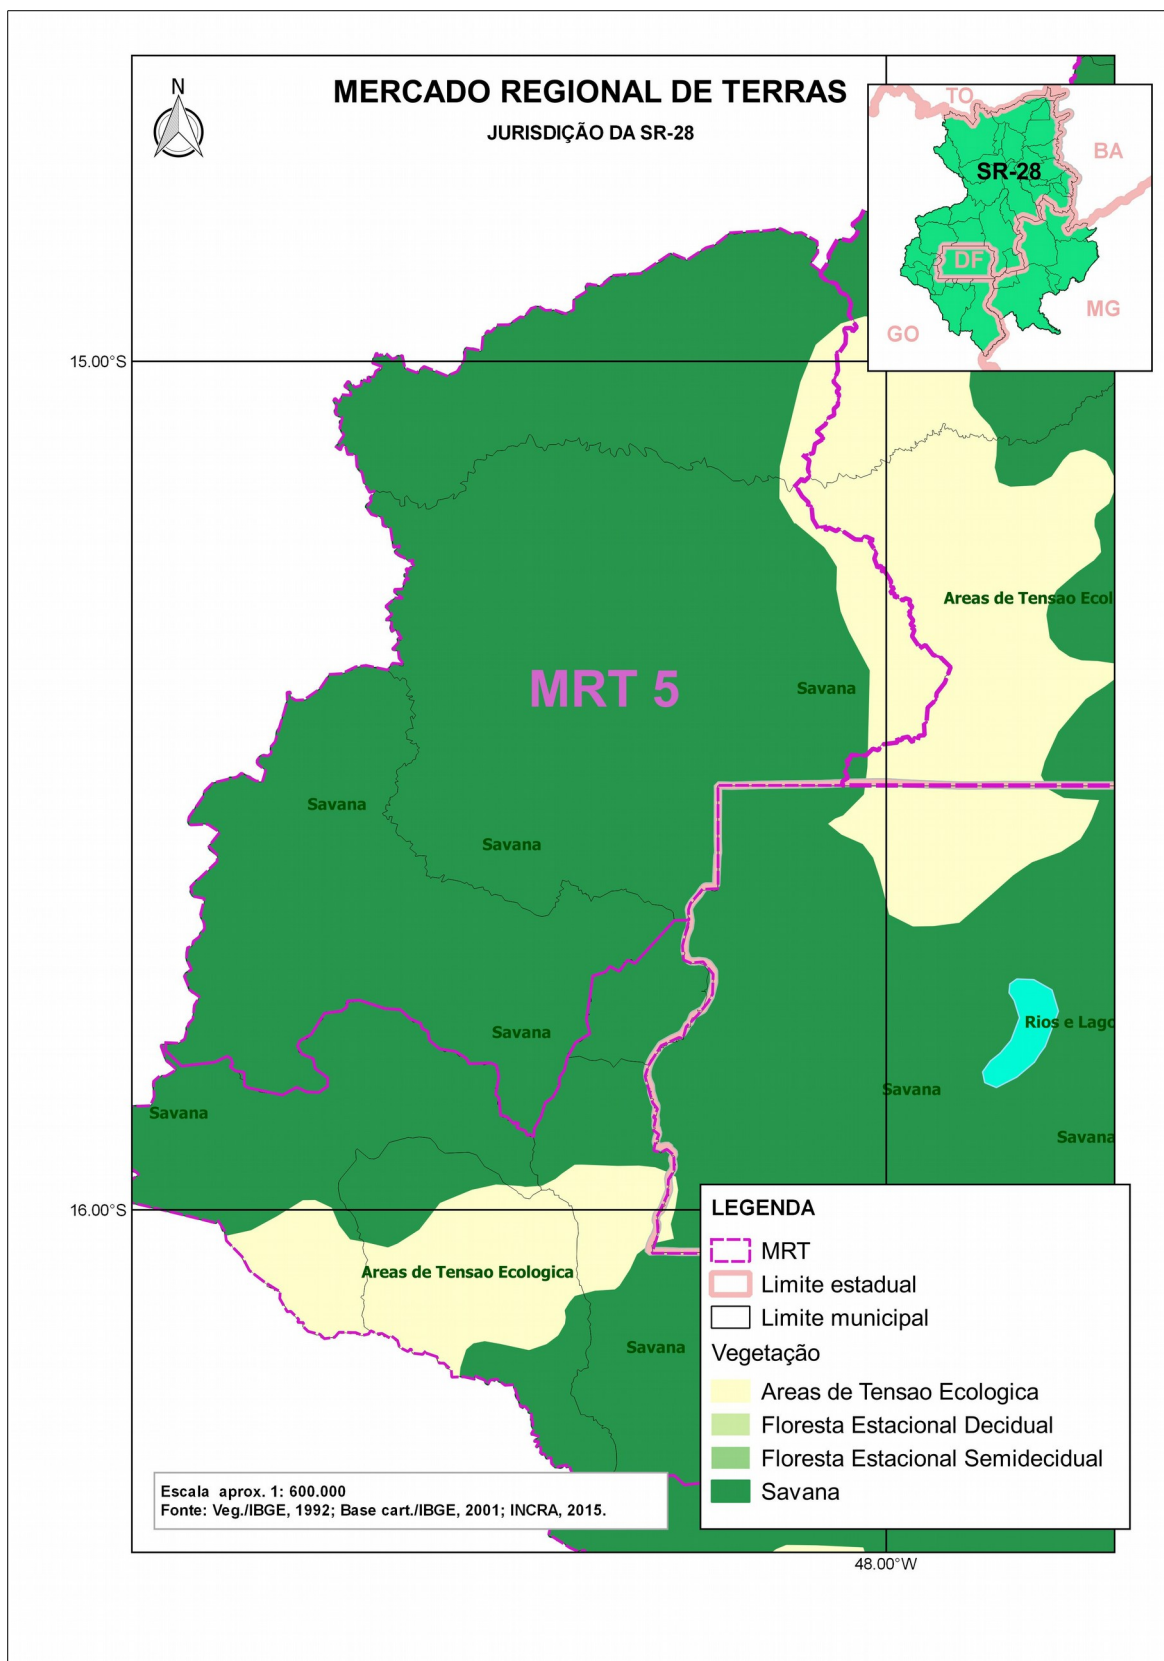 N
MERCADO REGIONAL DE TERRAS
JURISDIÇÃO DA SR-28
TO
BA
SR-28
DF
MG
GO
15.00°S
Areas de Tensao Ecol
MRT 5
Savana
Savana
Savana
Savana
Rios e Lago
Savana
Savana
Savana
16.00°S
Areas de Tensao Ecologica
Savana
LEGENDA
MRT
Limite estadual
Limite municipal
Vegetação
Areas de Tensao Ecologica
Floresta Estacional Decidual
Floresta Estacional Semidecidual
Savana
Escala aprox. 1: 600.000
Fonte: Veg./IBGE, 1992; Base cart./IBGE, 2001; INCRA, 2015.
48.00°W